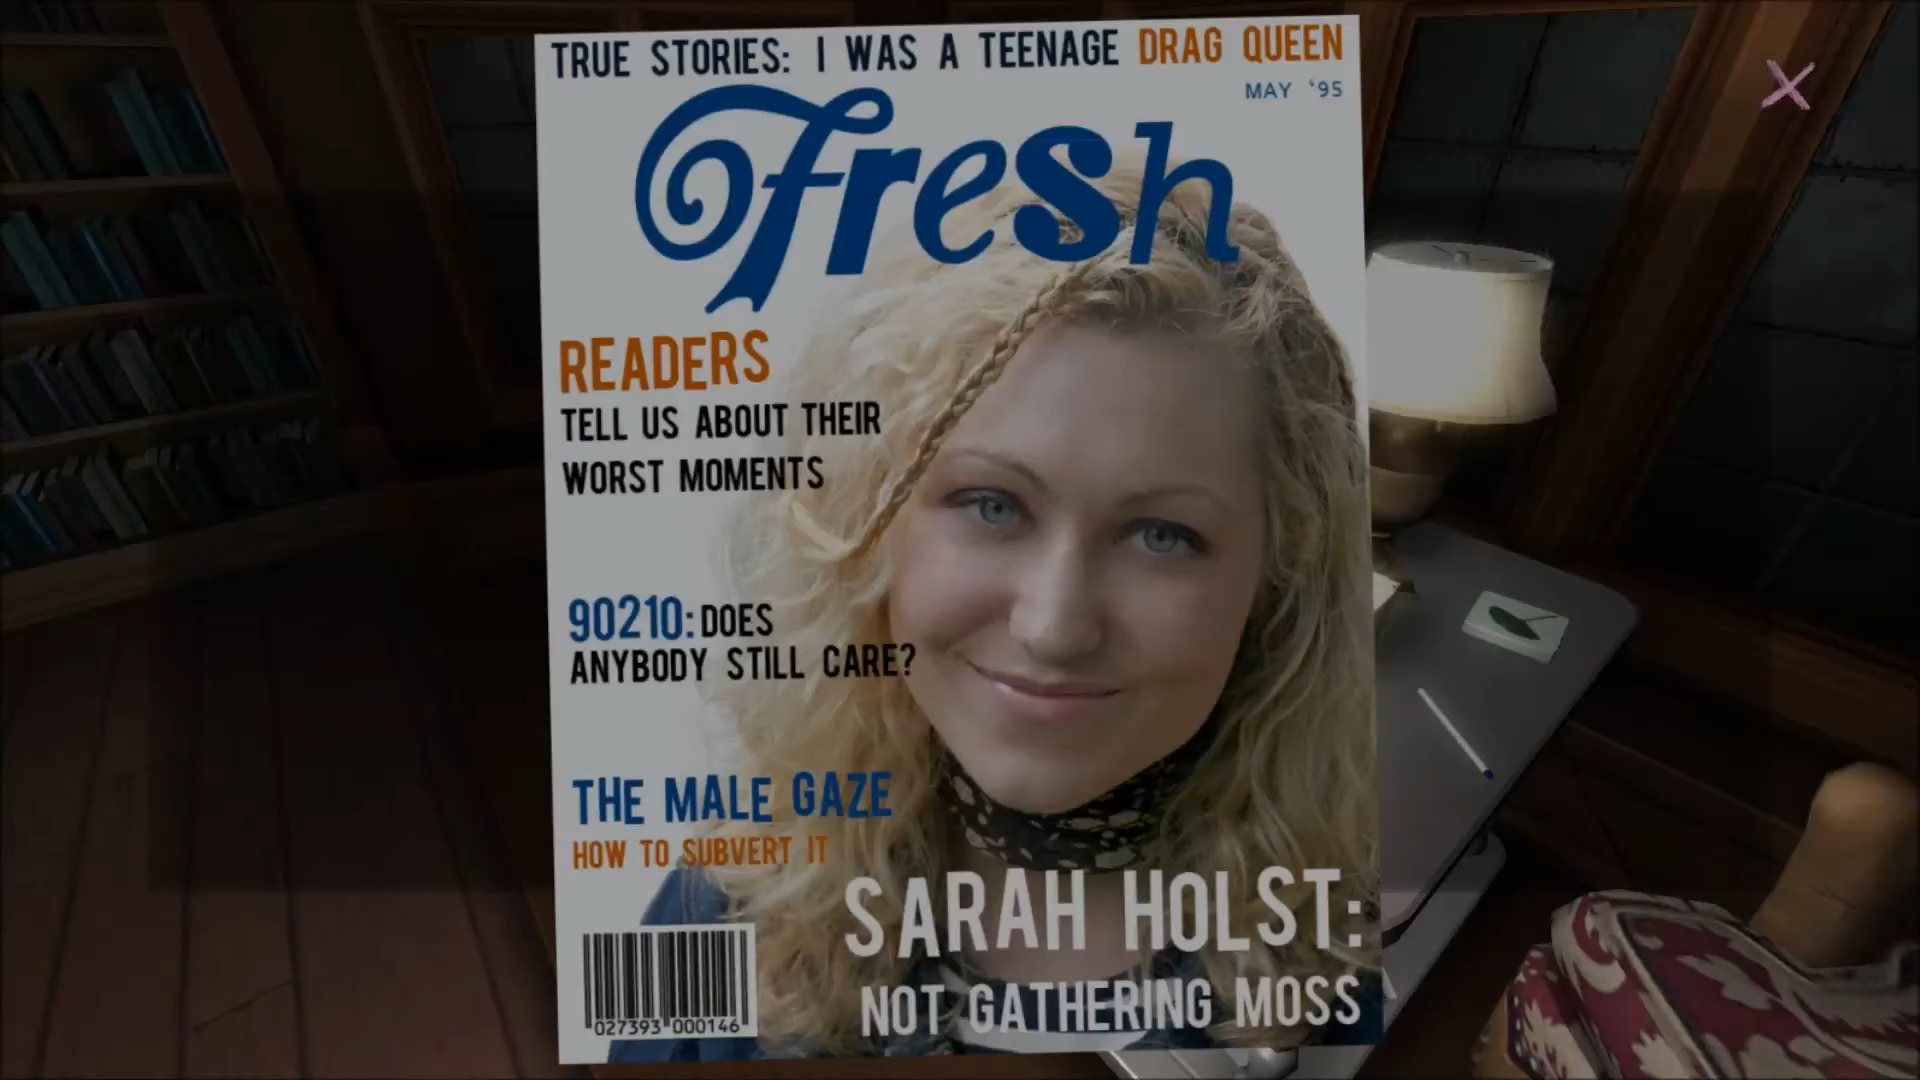 TRUE STORIES: I WAS A TEENAGE DRAG QUEEN
MAY '95
Fresh
READERS
TELL US ABOUT THEIR
WORST MOMENTS
90210: DOES
ANYBODY STILL CARE?
THE MALE GAZE
HOW TO SUBVERT IT
SARAH HOLST:
NOT GATHERING MOSS
027393 000146